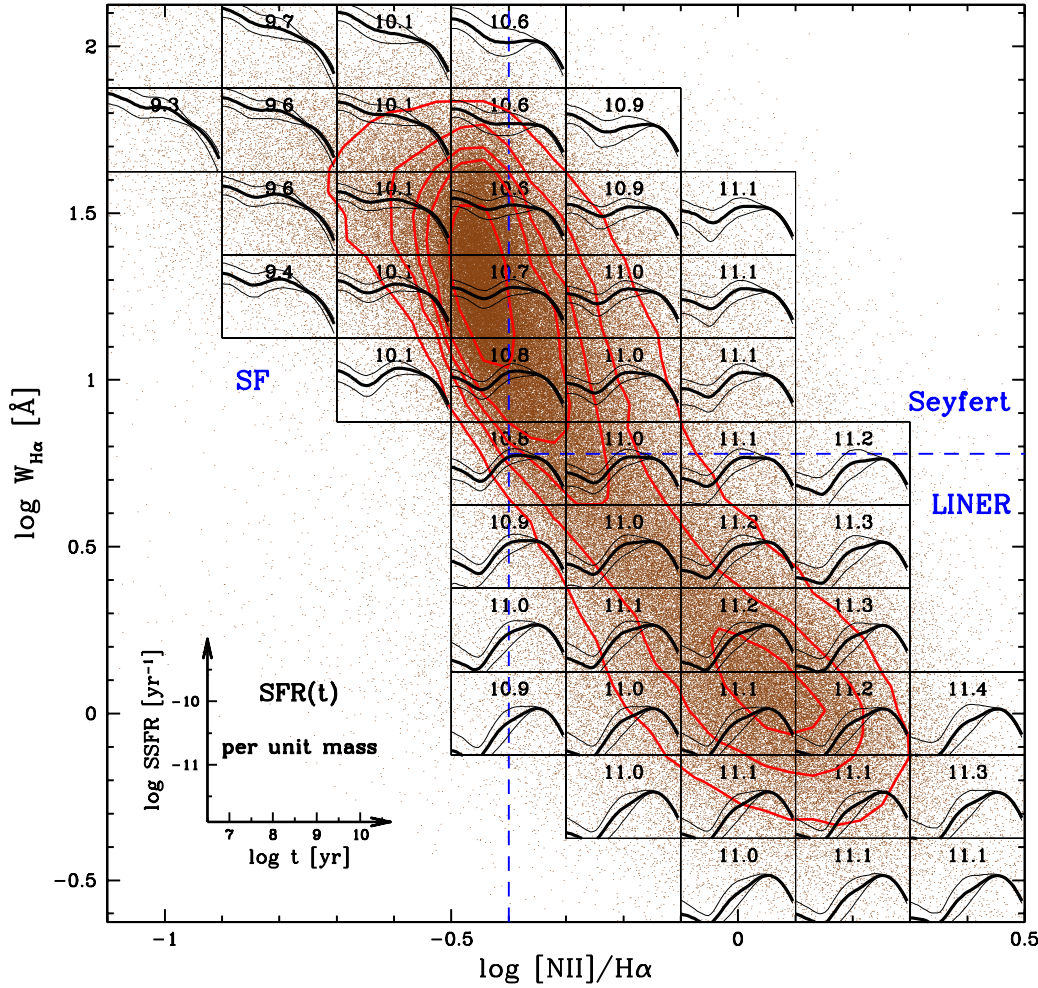 9.7 10.1 10.6
9.3 9.6 10.1 10.6 10.9
9.6 10.1 10.6 10.9 11.1
9.4 10.1 10.7 11.0 11.1
10.1 10.8 11.0 11.1
SF
Seyfert
10.8 11.0 11.1 11.2
LINER
10.9 11.0 11.2 11.3
11.0 11.1 11.2 11.3
10.9 11.0 11.1 11.2 11.4
11.0 11.1 11.1 11.3
11.0 11.1 11.1
2
1.5
1
0.5
0
-0.5
log W_Hα [Å]
SFR(t)
per unit mass
log SSFR [yr⁻¹]
-10
-11
7 8 9 10
log t [yr]
-1 -0.5 0 0.5
log [NII]/Hα